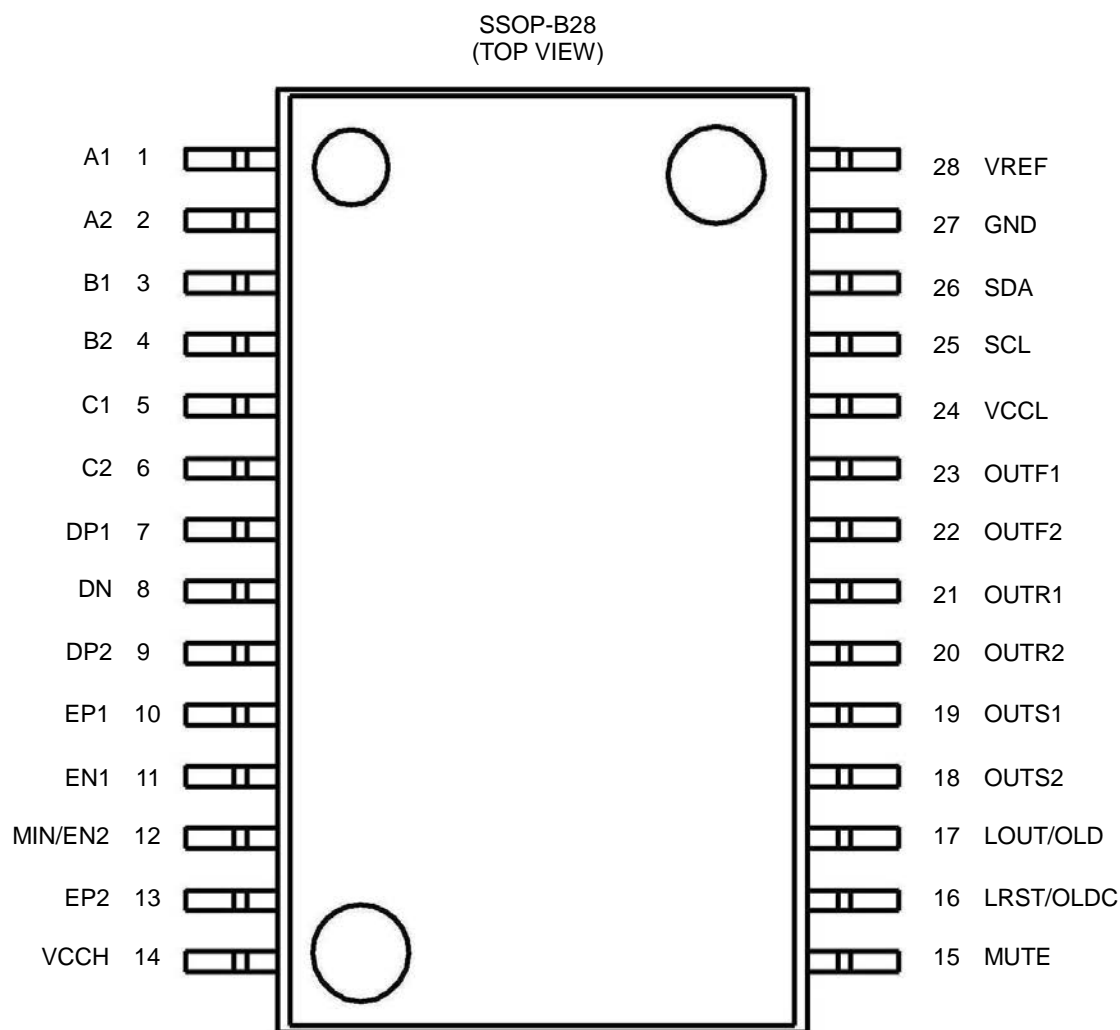 SSOP-B28
(TOP VIEW)
A1 1
28 VREF
A2 2
27 GND
B1 3
26 SDA
B2 4
25 SCL
C1 5
24 VCCL
C2 6
23 OUTF1
DP1 7
22 OUTF2
DN 8
21 OUTR1
DP2 9
20 OUTR2
EP1 10
19 OUTS1
EN1 11
18 OUTS2
MIN/EN2 12
17 LOUT/OLD
EP2 13
16 LRST/OLDC
VCCH 14
15 MUTE